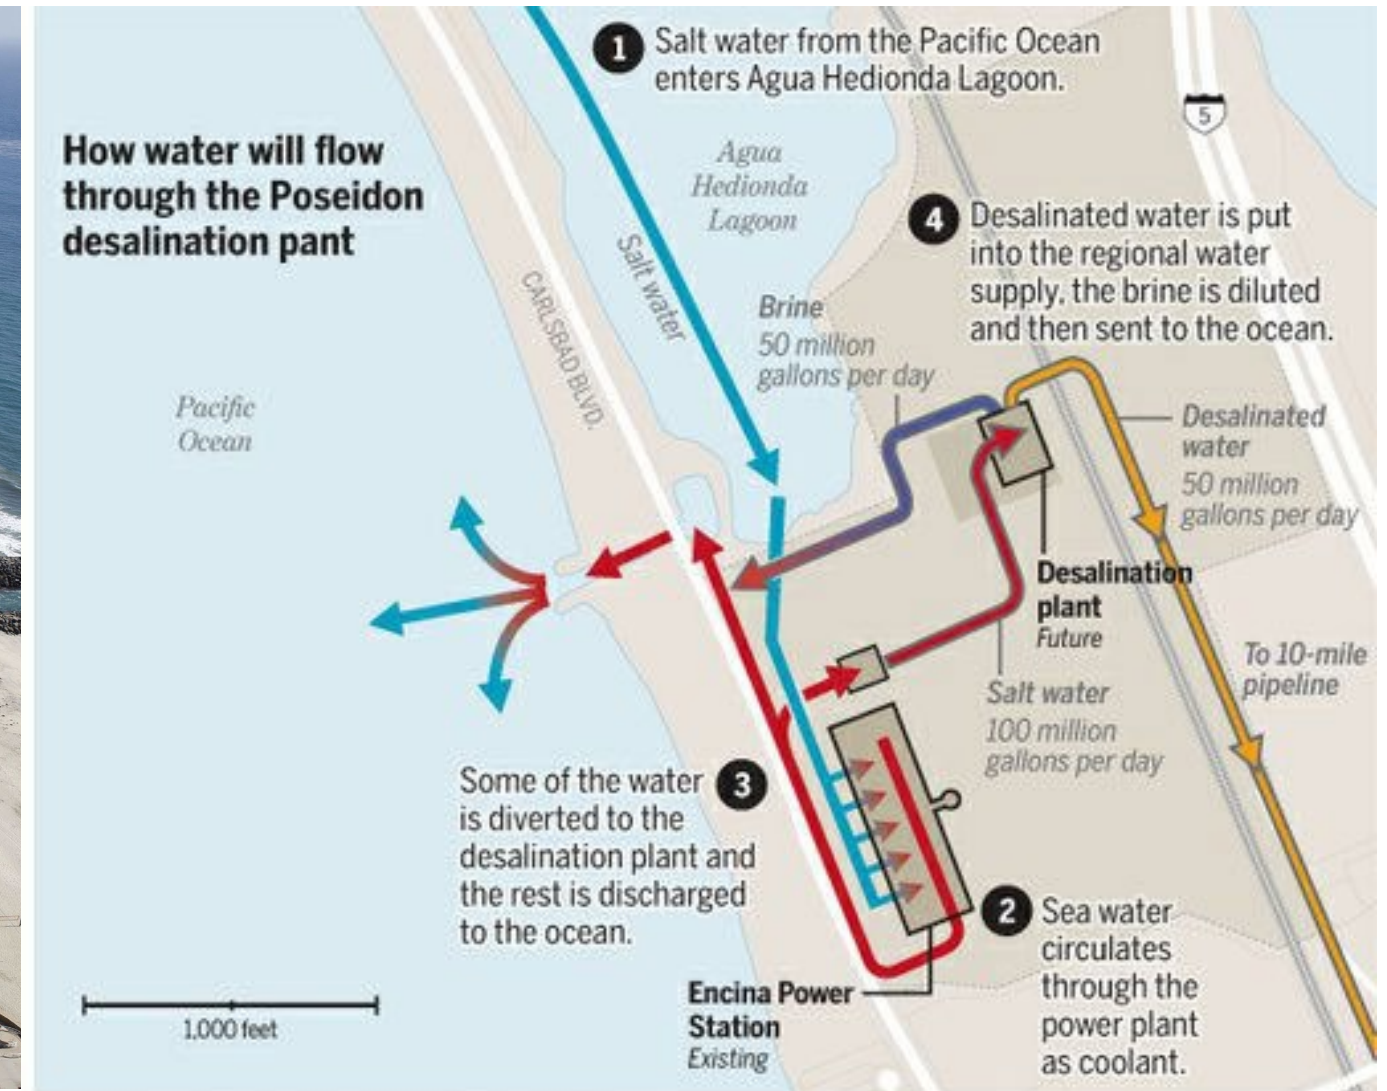 How water will flow
through the Poseidon
desalination pant
1 Salt water from the Pacific Ocean
enters Agua Hedionda Lagoon.
5
Agua
Hedionda
Lagoon
Salt water
CARLSBAD BLVD.
Pacific
Ocean
4 Desalinated water is put
into the regional water
supply, the brine is diluted
and then sent to the ocean.
Brine
50 million
gallons per day
Desalinated
water
50 million
gallons per day
Desalination
plant
Future
To 10-mile
pipeline
Salt water
100 million
gallons per day
3 Some of the water
is diverted to the
desalination plant and
the rest is discharged
to the ocean.
2 Sea water
circulates
through the
power plant
as coolant.
Encina Power
Station
Existing
1,000 feet